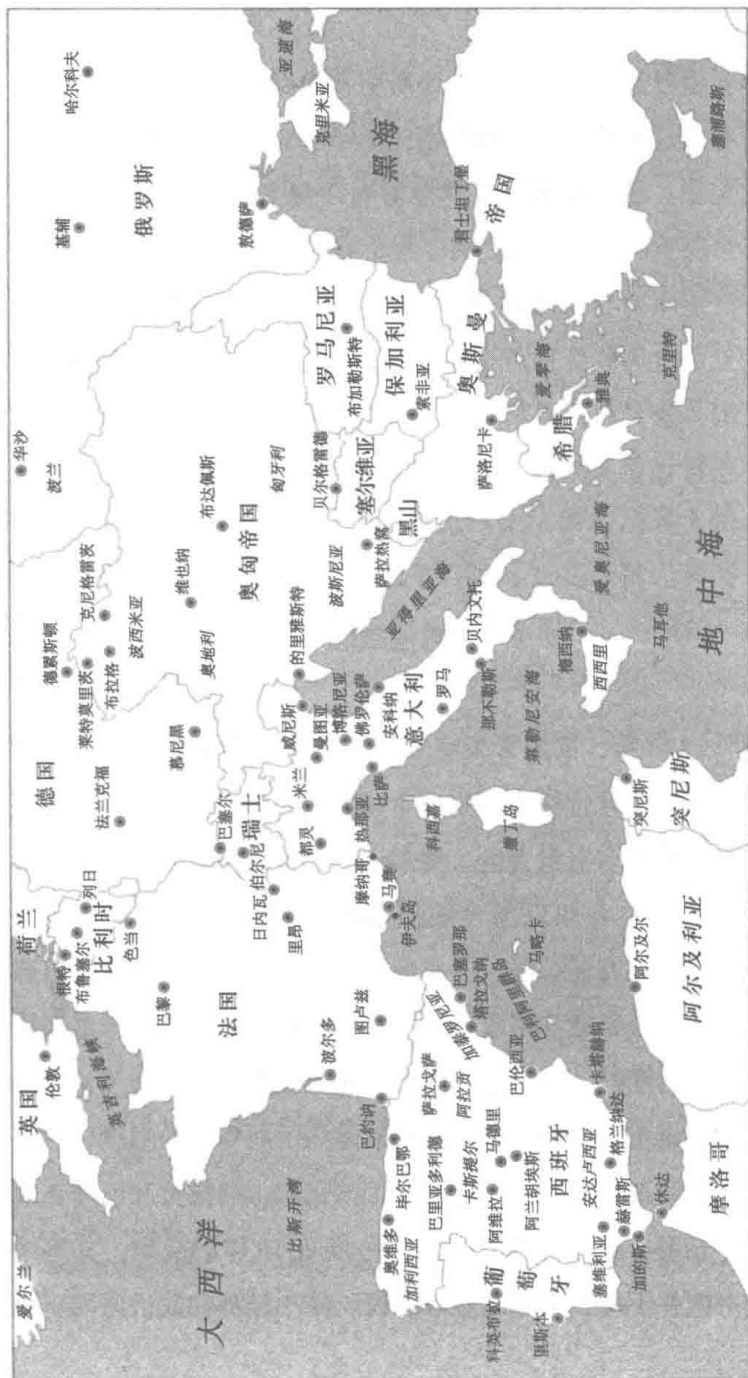 爱尔兰
英国
伦敦
英吉利海峡
大西洋
比斯开湾
荷兰
根特
布鲁塞尔
列日
比利时
色当
巴黎
法国
波尔多
图卢兹
巴约讷
里昂
日内瓦
伯尔尼
巴塞尔
瑞士
马赛
伊夫岛
摩纳哥
德国
法兰克福
慕尼黑
德累斯顿
莱特莫里茨
布拉格
克尼格雷茨
波西米亚
奥地利
维也纳
奥匈帝国
布达佩斯
匈牙利
波斯尼亚
萨拉热窝
的里雅斯特
华沙
波兰
俄罗斯
基辅
哈尔科夫
敖德萨
克里米亚
亚速海
黑海
罗马尼亚
布加勒斯特
保加利亚
索非亚
贝尔格雷德
塞尔维亚
黑山
奥斯曼
帝国
君士坦丁堡
萨洛尼卡
希腊
雅典
爱琴海
克里特
塞浦路斯
都灵
米兰
热那亚
威尼斯
曼图亚
博洛尼亚
佛罗伦萨
比萨
安科纳
意大利
罗马
那不勒斯
贝内文托
亚得里亚海
第勒尼安海
爱奥尼亚海
科西嘉
撒丁岛
梅西纳
西西里
马耳他
地中海
奥维多
加利西亚
毕尔巴鄂
巴里亚多利德
卡斯提尔
萨拉戈萨
阿拉贡
加泰罗尼亚
巴塞罗那
塔拉戈纳
巴利阿里群岛
马略卡
阿维拉
马德里
阿兰胡埃斯
巴伦西亚
西班牙
葡萄牙
科英布拉
里斯本
安达卢西亚
塞维利亚
赫雷斯
加的斯
格兰纳达
卡塔赫纳
休达
摩洛哥
阿尔及尔
阿尔及利亚
突尼斯
突尼斯